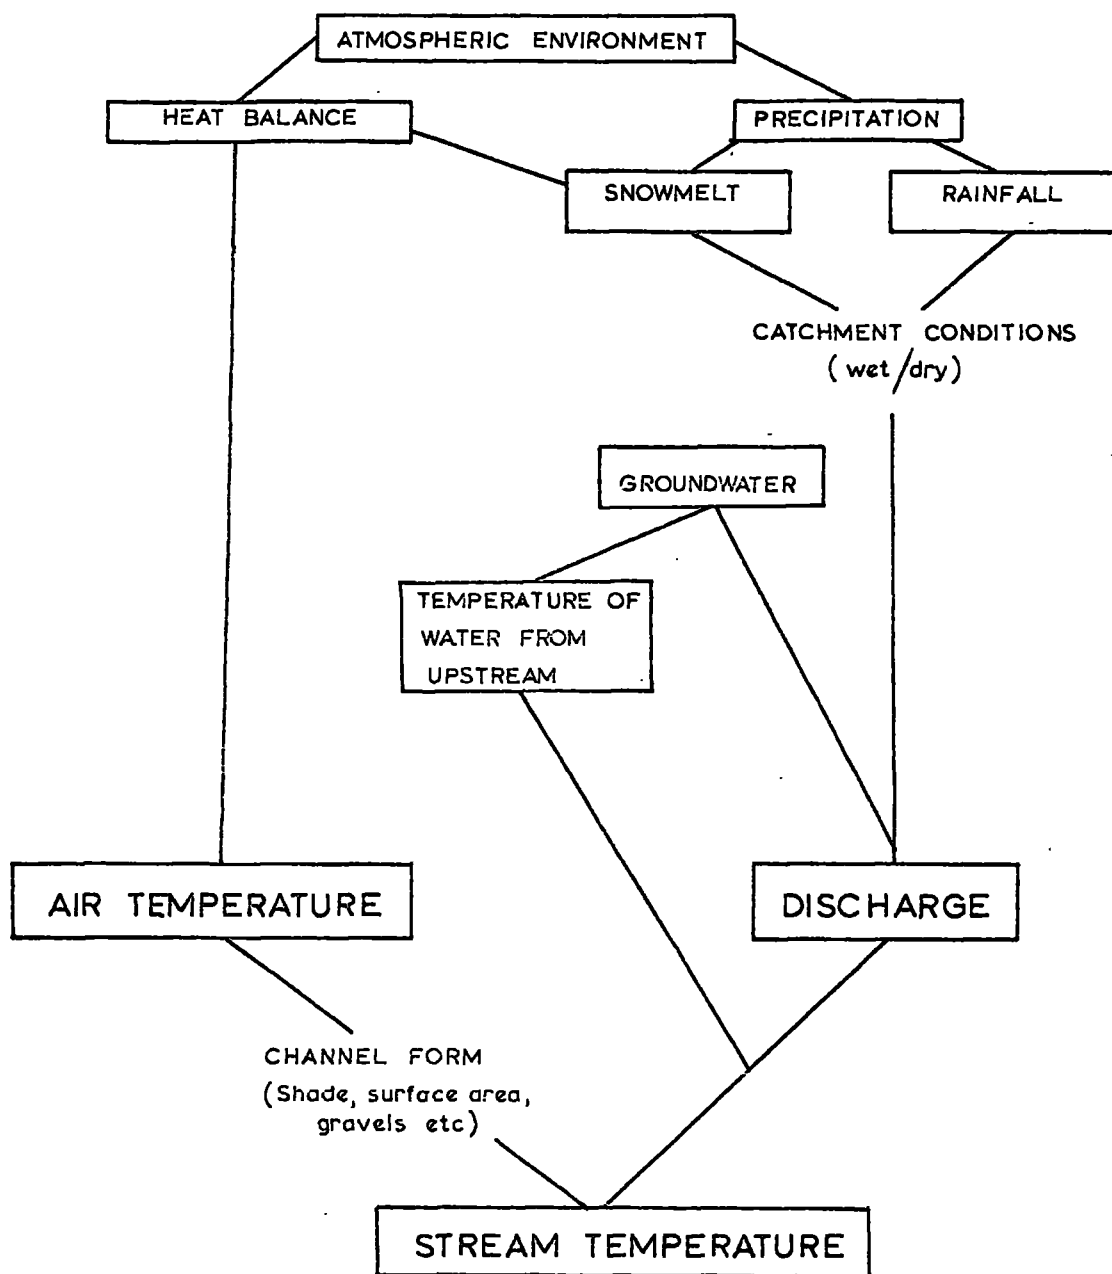 ATMOSPHERIC ENVIRONMENT
HEAT BALANCE
PRECIPITATION
SNOWMELT
RAINFALL
CATCHMENT CONDITIONS
(wet/dry)
GROUNDWATER
TEMPERATURE OF
WATER FROM
UPSTREAM
AIR TEMPERATURE
DISCHARGE
CHANNEL FORM
(Shade, surface area,
gravels etc)
STREAM TEMPERATURE